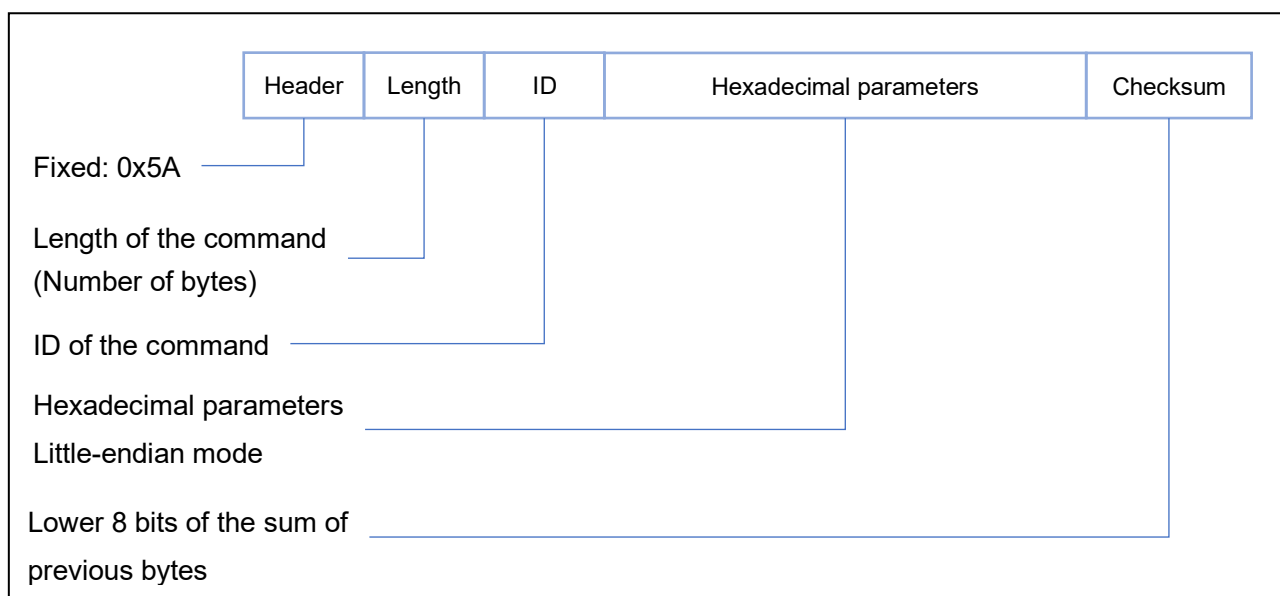 Header Length ID Hexadecimal parameters Checksum
Fixed: 0x5A
Length of the command
(Number of bytes)
ID of the command
Hexadecimal parameters
Little-endian mode
Lower 8 bits of the sum of
previous bytes